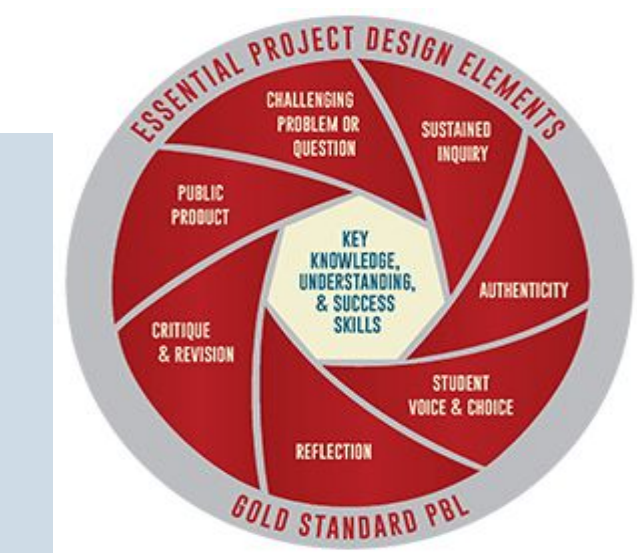 ESSENTIAL PROJECT DESIGN ELEMENTS
CHALLENGING
PROBLEM OR
QUESTION
SUSTAINED
INQUIRY
AUTHENTICITY
STUDENT
VOICE & CHOICE
REFLECTION
CRITIQUE
& REVISION
PUBLIC
PRODUCT
KEY
KNOWLEDGE,
UNDERSTANDING,
& SUCCESS
SKILLS
GOLD STANDARD PBL